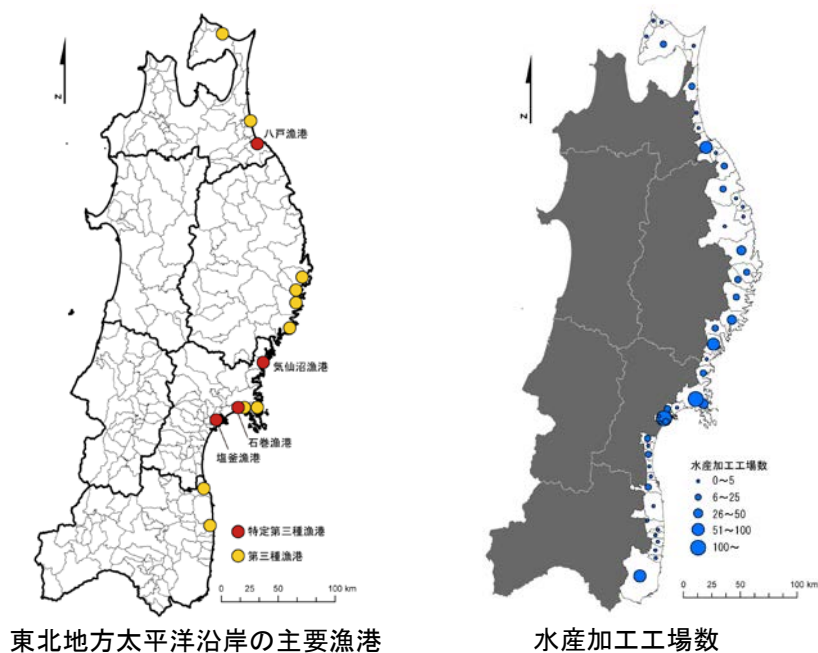 N
八戸漁港
気仙沼漁港
石巻漁港
塩釜漁港
特定第三種漁港
第三種漁港
0 25 50 100 km
東北地方太平洋沿岸の主要漁港
N
水産加工工場数
0～5
6～25
26～50
51～100
100～
0 25 50 100 km
水産加工工場数